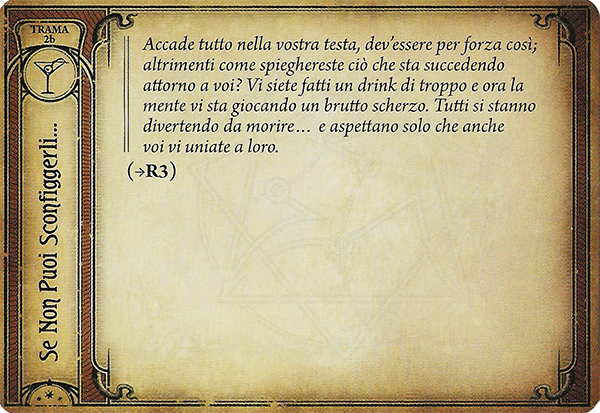 TRAMA
2b
Se Non Puoi Sconfiggerli...
Accade tutto nella vostra testa, dev'essere per forza così;
altrimenti come spieghereste ciò che sta succedendo
attorno a voi? Vi siete fatti un drink di troppo e ora la
mente vi sta giocando un brutto scherzo. Tutti si stanno
divertendo da morire... e aspettano solo che anche
voi vi uniate a loro.
(→R3)